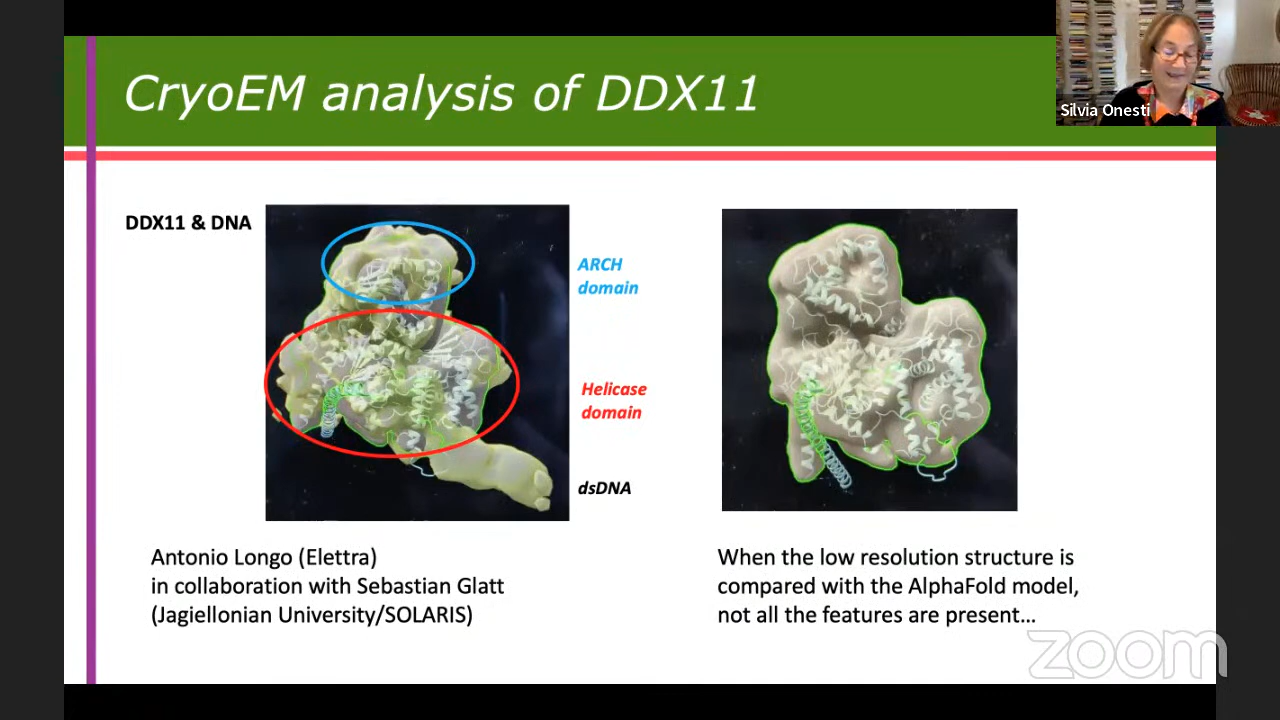 CryoEM analysis of DDX11
Silvia Onesti
DDX11 & DNA
ARCH
domain
Helicase
domain
dsDNA
Antonio Longo (Elettra)
in collaboration with Sebastian Glatt
(Jagiellonian University/SOLARIS)
When the low resolution structure is
compared with the AlphaFold model,
not all the features are present...
zoom